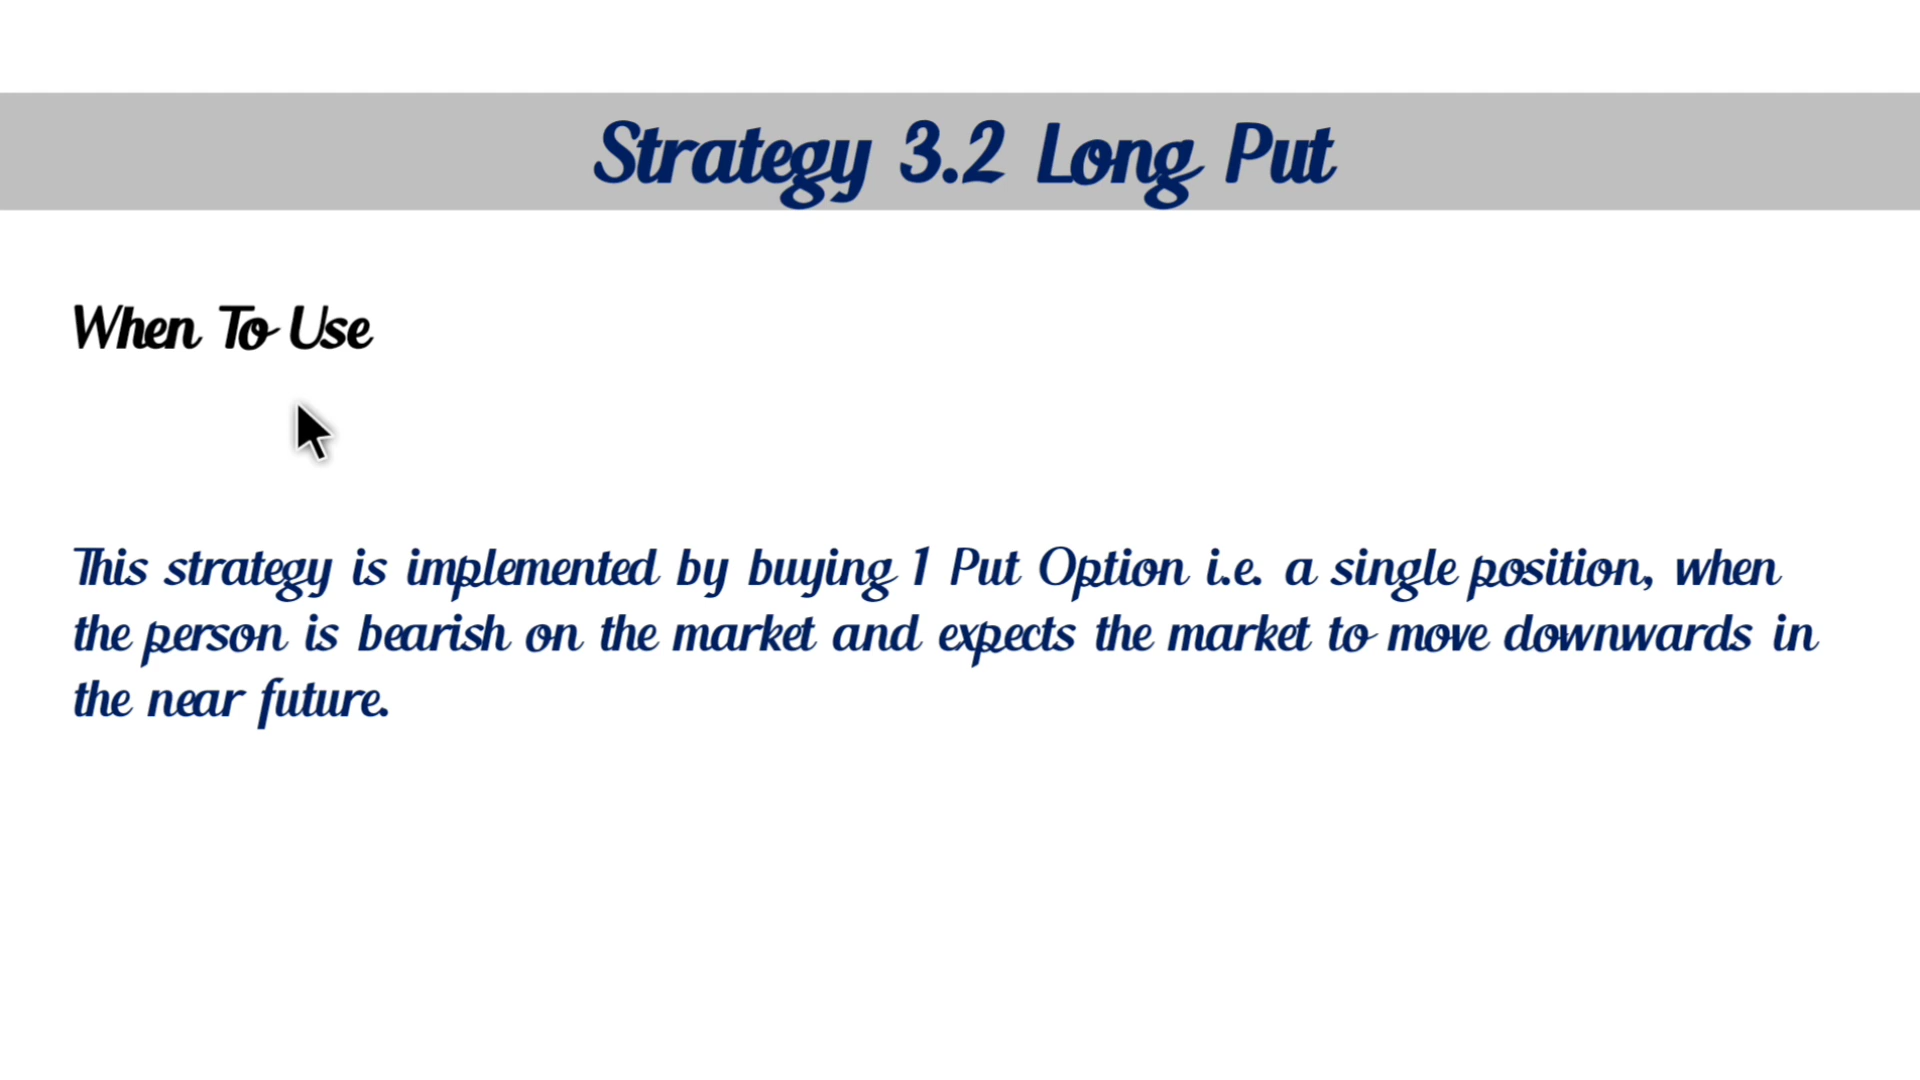 Strategy 3.2 Long Put
When To Use
This strategy is implemented by buying 1 Put Option i.e. a single position, when
the person is bearish on the market and expects the market to move downwards in
the near future.